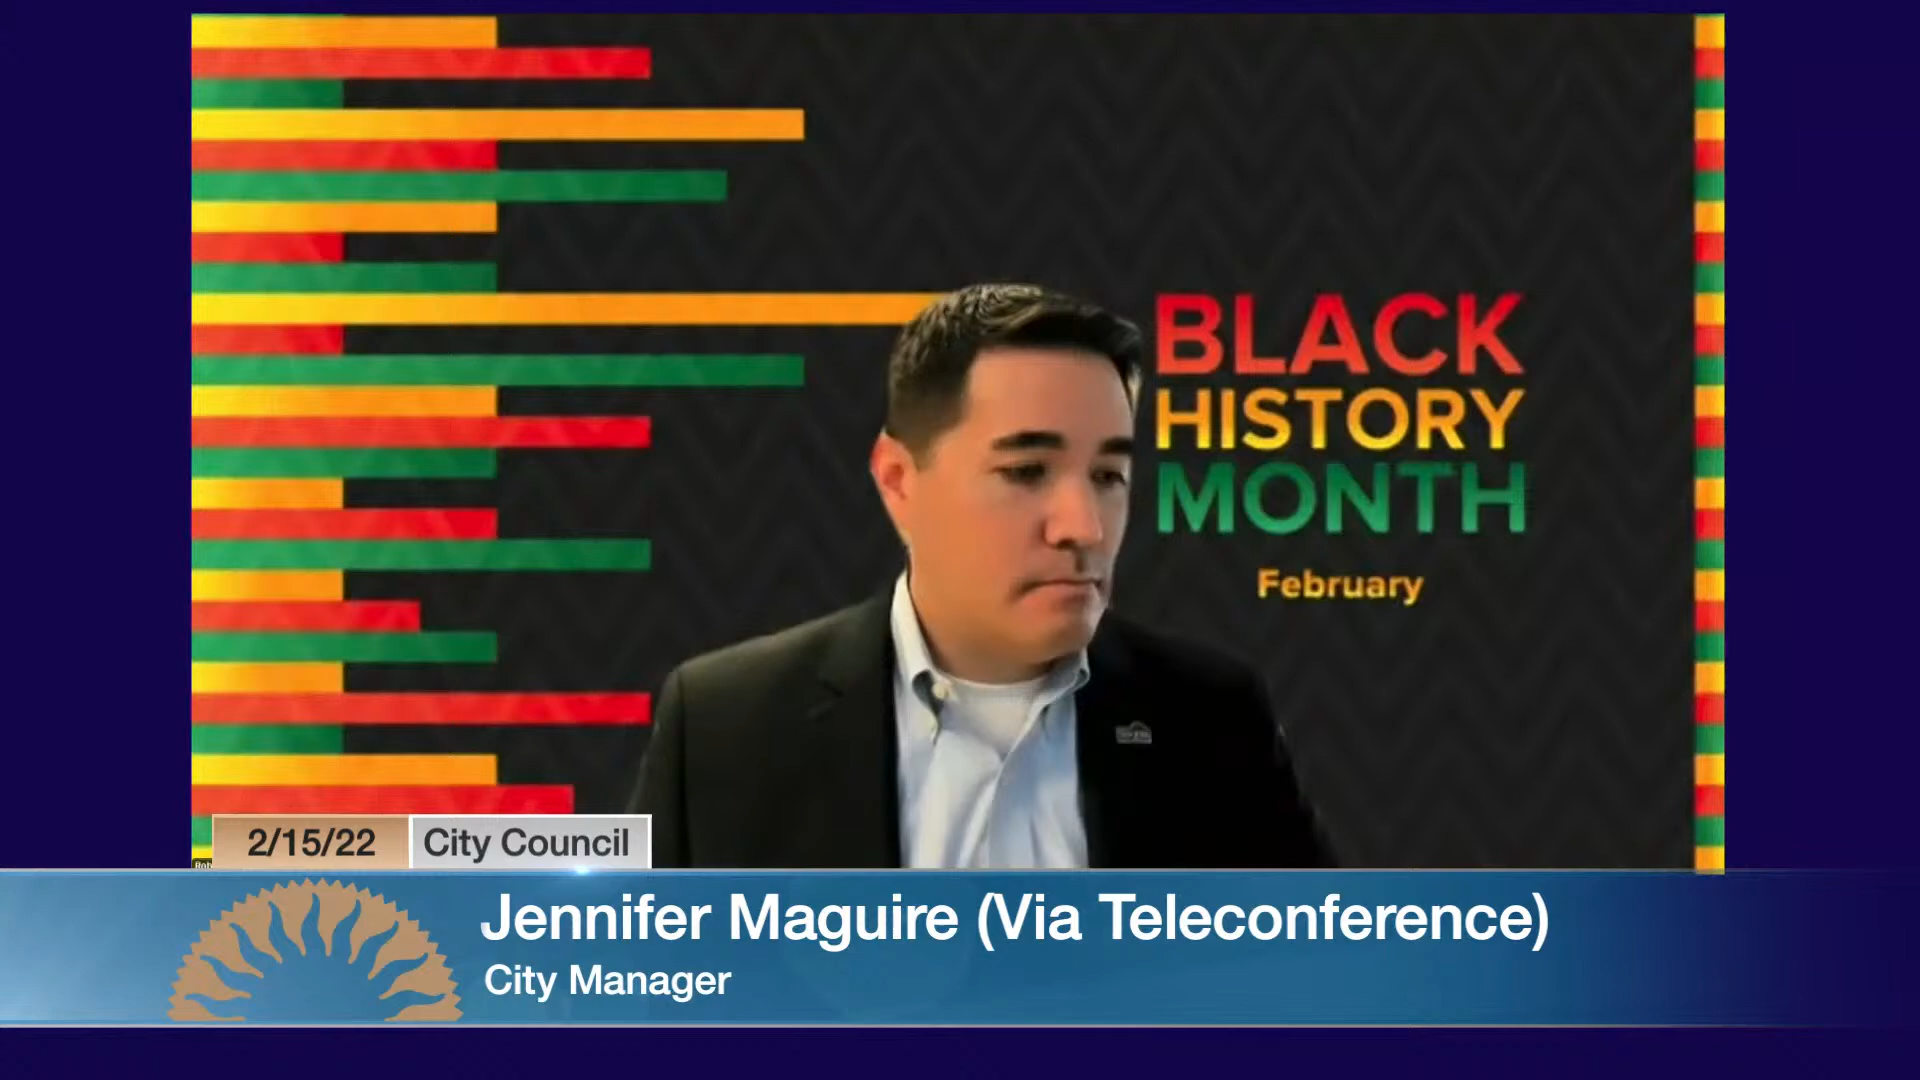 BLACK
HISTORY
MONTH
February
2/15/22 City Council
Jennifer Maguire (Via Teleconference)
City Manager